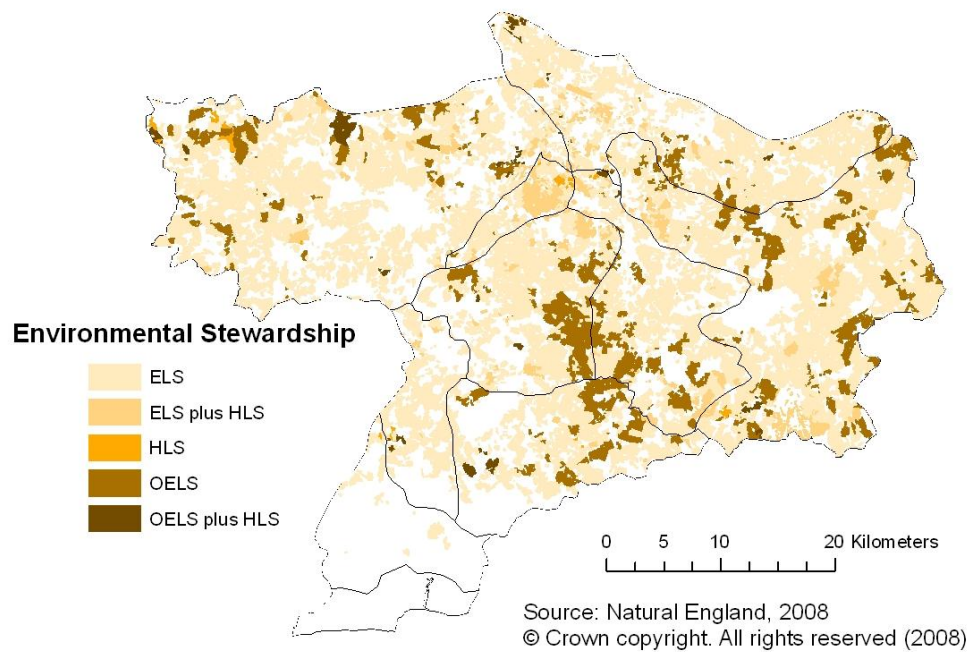 Environmental Stewardship
ELS
ELS plus HLS
HLS
OELS
OELS plus HLS
0 5 10 20 Kilometers
Source: Natural England, 2008
© Crown copyright. All rights reserved (2008)